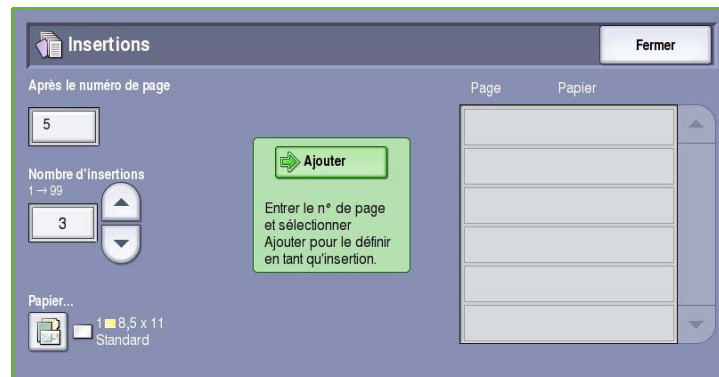 Insertions
Fermer
Après le numéro de page
5
Nombre d'insertions
1→99
3
Papier...
1 8,5 x 11
Standard
Ajouter
Entrer le n° de page
et sélectionner
Ajouter pour le définir
en tant qu'insertion.
Page Papier